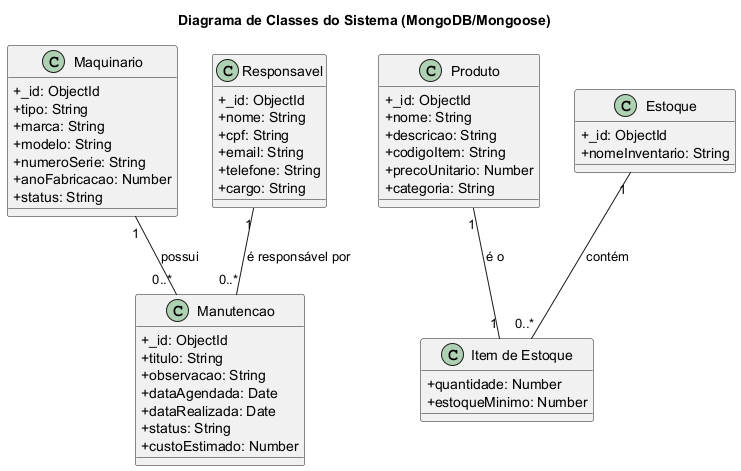 Diagrama de Classes do Sistema (MongoDB/Mongoose)
C Maquinario
+_id: ObjectId
+tipo: String
+marca: String
+modelo: String
+numeroSerie: String
+anoFabricacao: Number
+status: String
C Responsavel
+_id: ObjectId
+nome: String
+cpf: String
+email: String
+telefone: String
+cargo: String
C Produto
+_id: ObjectId
+nome: String
+descricao: String
+codigoItem: String
+precoUnitario: Number
+categoria: String
C Estoque
+_id: ObjectId
+nomeInventario: String
1
possui
0..*
1
é responsável por
0..*
1
é o
1
1
contém
0..*
C Manutencao
+_id: ObjectId
+titulo: String
+observacao: String
+dataAgendada: Date
+dataRealizada: Date
+status: String
+custoEstimado: Number
C Item de Estoque
+quantidade: Number
+estoqueMinimo: Number